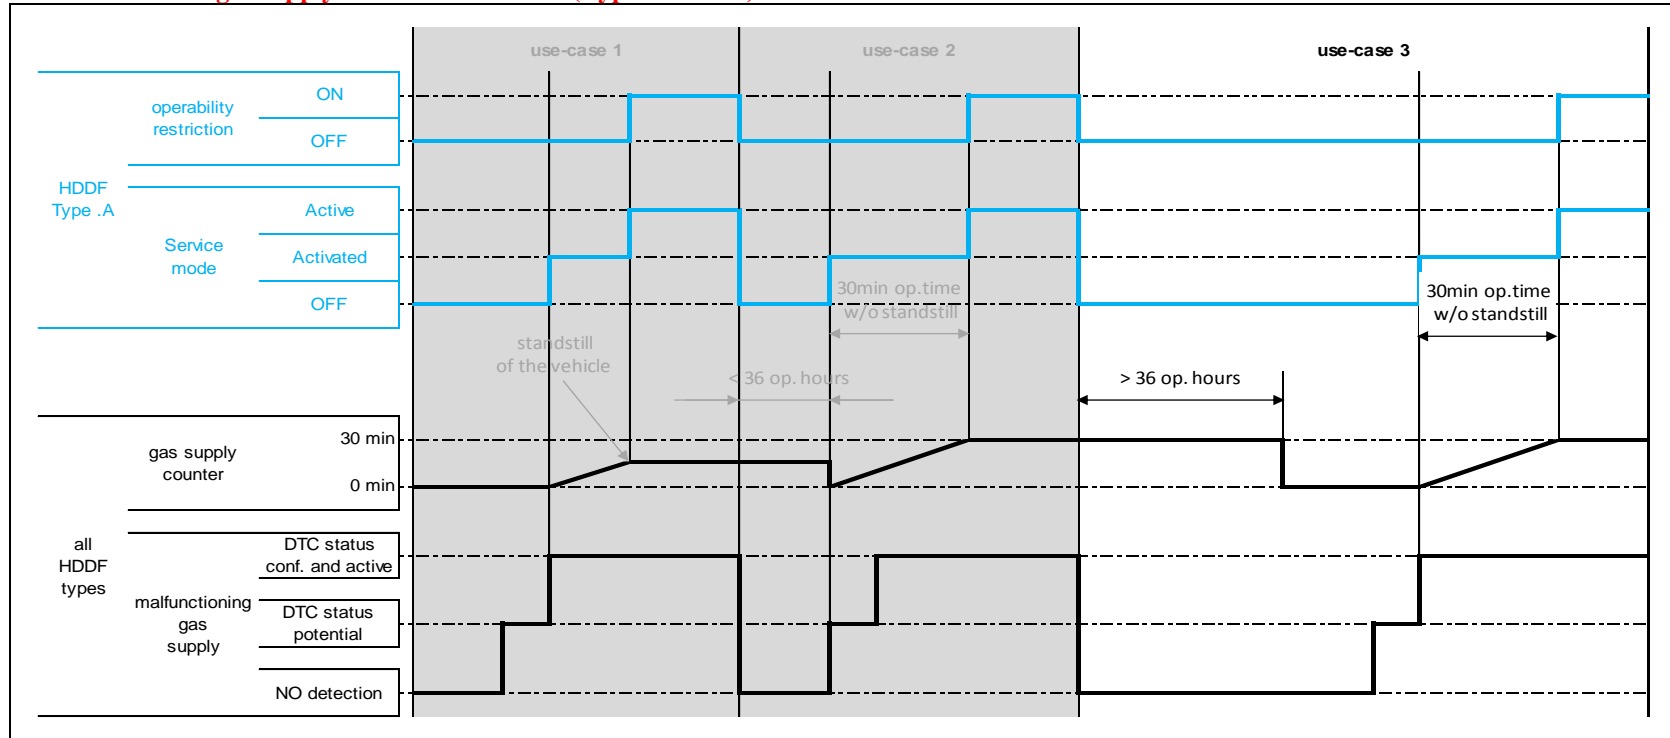 use-case 1
use-case 2
use-case 3
operability
restriction
ON
OFF
HDDF
Type .A
Service
mode
Active
Activated
OFF
30min op.time
w/o standstill
30min op.time
w/o standstill
standstill
of the vehicle
< 36 op. hours
> 36 op. hours
gas supply
counter
30 min
0 min
all
HDDF
types
malfunctioning
gas
supply
DTC status
conf. and active
DTC status
potential
NO detection